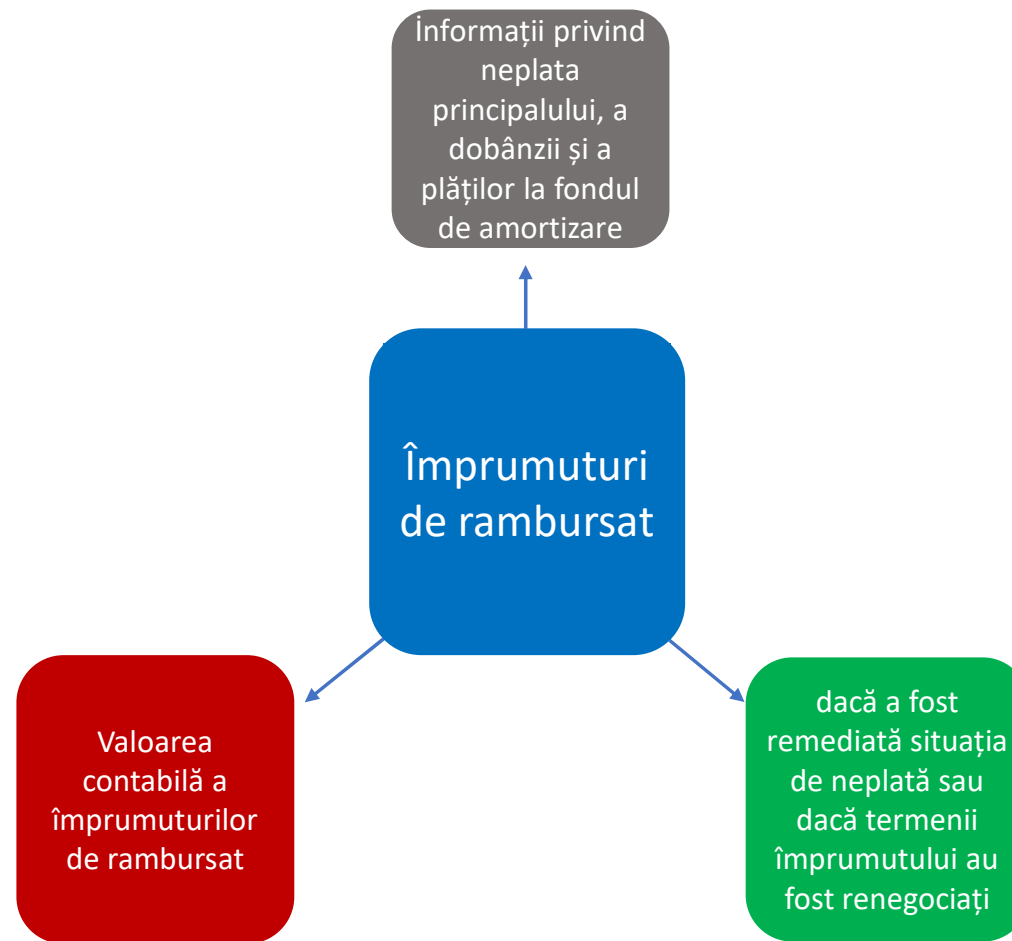 İnformații privind
neplata
principalului, a
dobânzii și a
plăților la fondul
de amortizare
Împrumuturi
de rambursat
Valoarea
contabilă a
împrumuturilor
de rambursat
dacă a fost
remediată situația
de neplată sau
dacă termenii
împrumutului au
fost renegociați